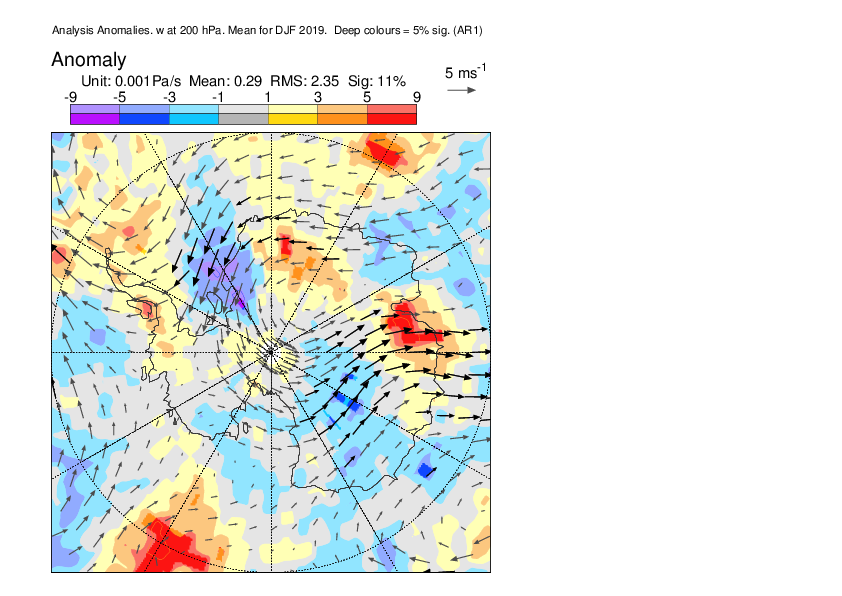 Analysis Anomalies. w at 200 hPa. Mean for DJF 2019. Deep colours = 5% sig. (AR1)
Anomaly
Unit: 0.001Pa/s Mean: 0.29 RMS: 2.35 Sig: 11%
5 ms-1
-9 -5 -3 -1 1 3 5 9